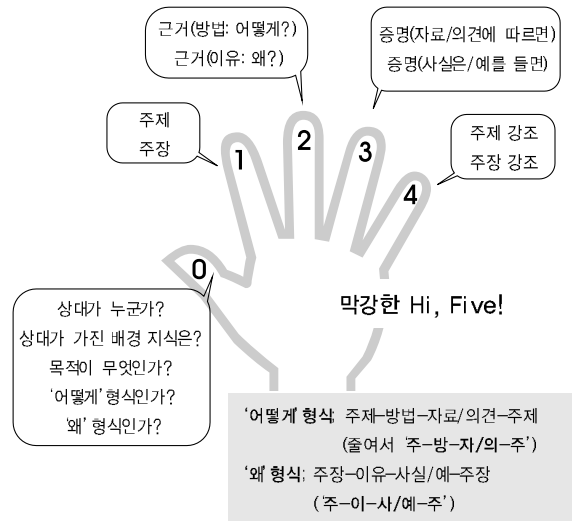 근거(방법: 어떻게?)
근거(이유: 왜?)
증명(자료/의견에 따르면)
증명(사실은/예를 들면)
주제
주장
주제 강조
주장 강조
1
2
3
4
0
상대가 누군가?
상대가 가진 배경 지식은?
목적이 무엇인가?
‘어떻게’ 형식인가?
‘왜’ 형식인가?
막강한 Hi, Five!
‘어떻게’ 형식; 주제–방법–자료/의견–주제
(줄여서 ‘주–방–자/의–주’)
‘왜’ 형식; 주장–이유–사실/예–주장
(‘주–이–사/예–주’)